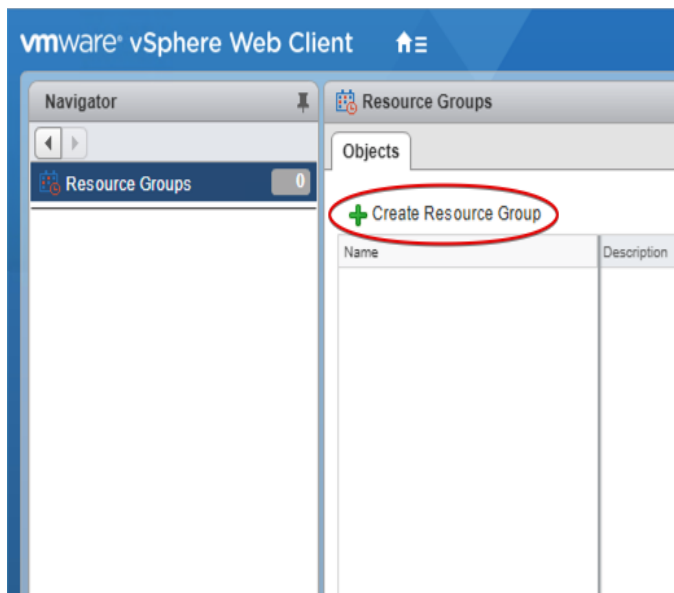 vmware® vSphere Web Client
Navigator
Resource Groups
0
Resource Groups
Objects
Create Resource Group
Name
Description